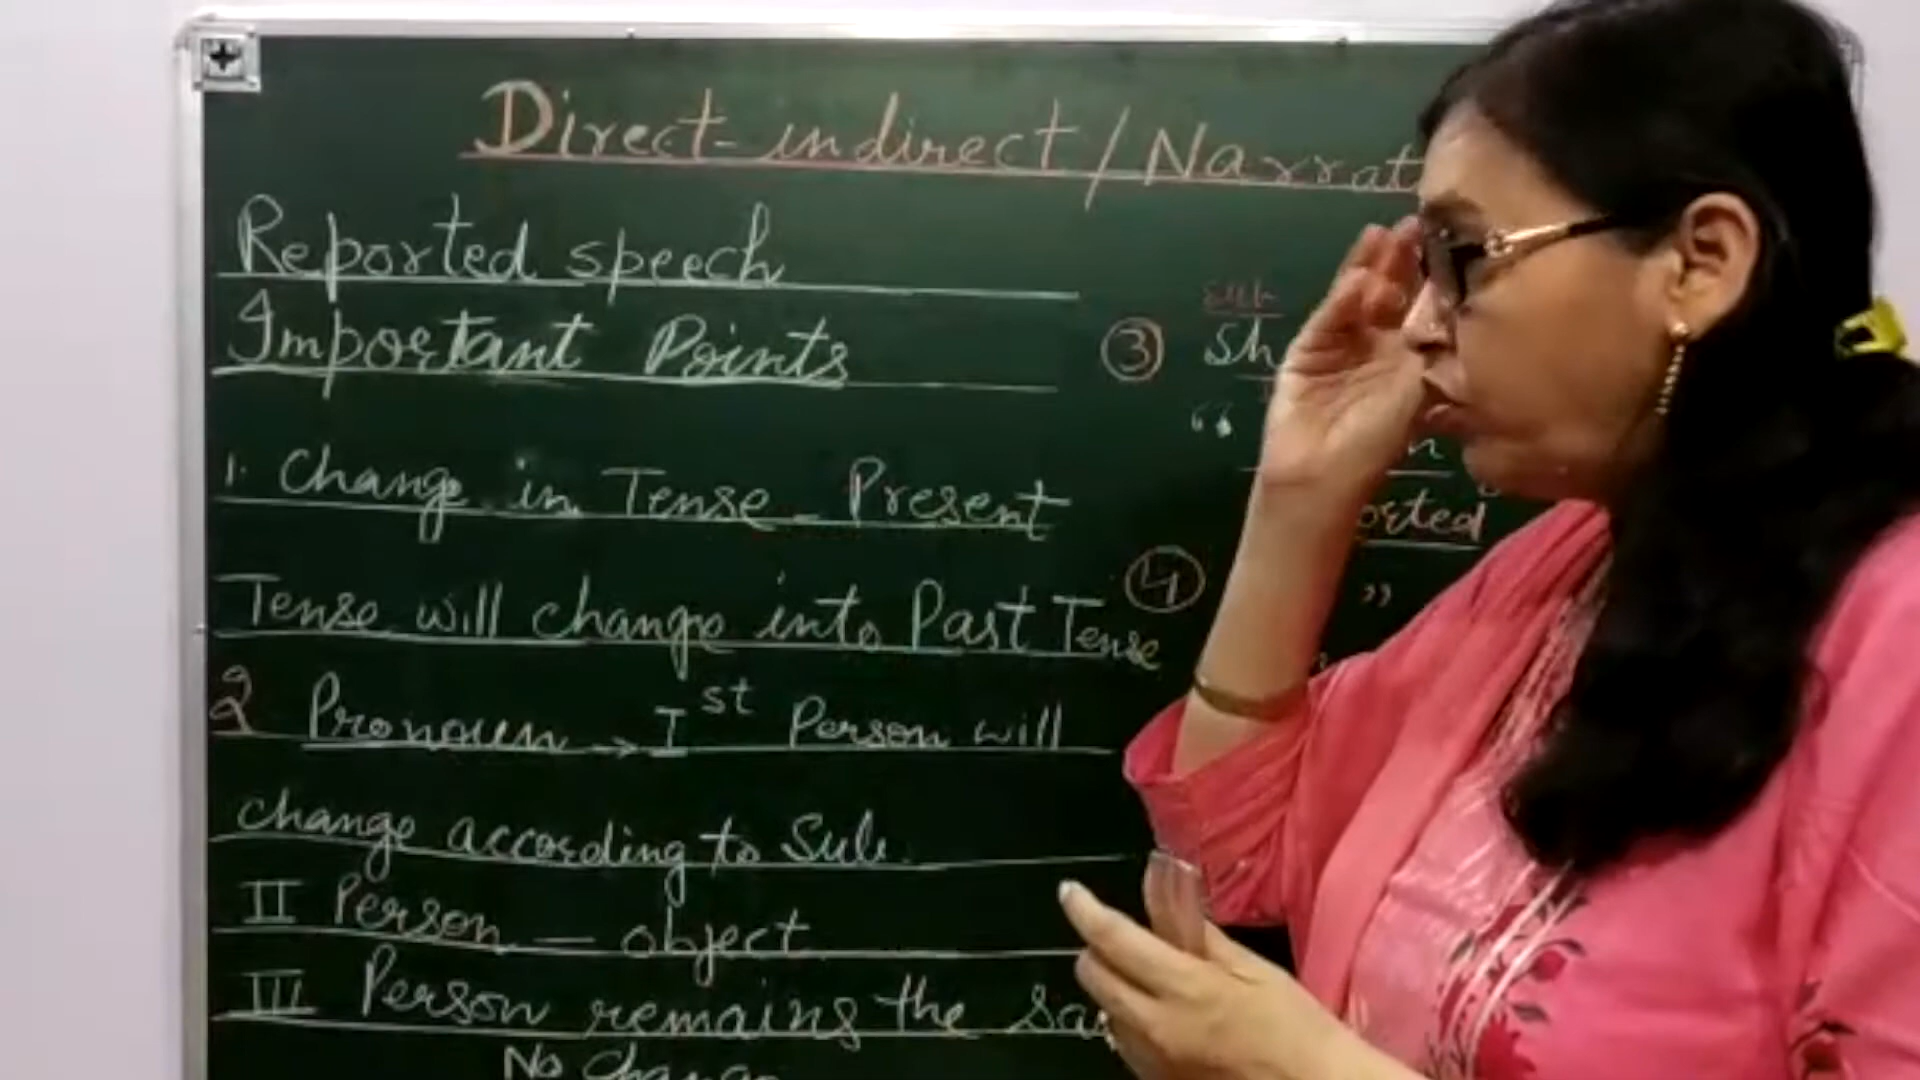 Direct-indirect / Narrat
Reported speech
Important Points
1. Change in Tense - Present
Tense will change into Past Tense
2 Pronoun → Ist Person will
change according to Sub.
II Person - object
III Person remains the Sa
No Change
sub
③ Sh
“
orted
④ ”